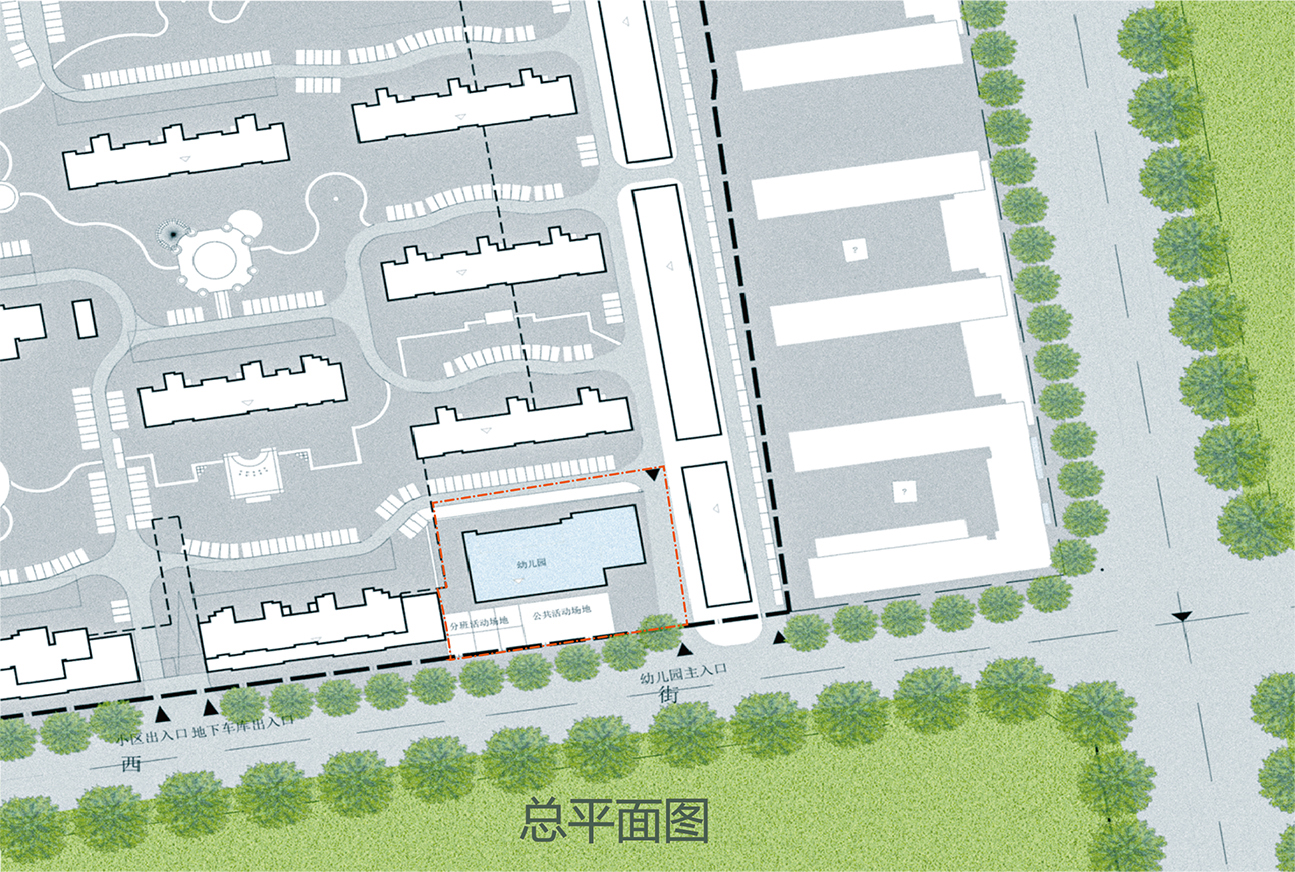 ?
?
幼儿园
分班活动场地
公共活动场地
幼儿园主入口
街
小区出入口
地下车库出入口
西
总平面图